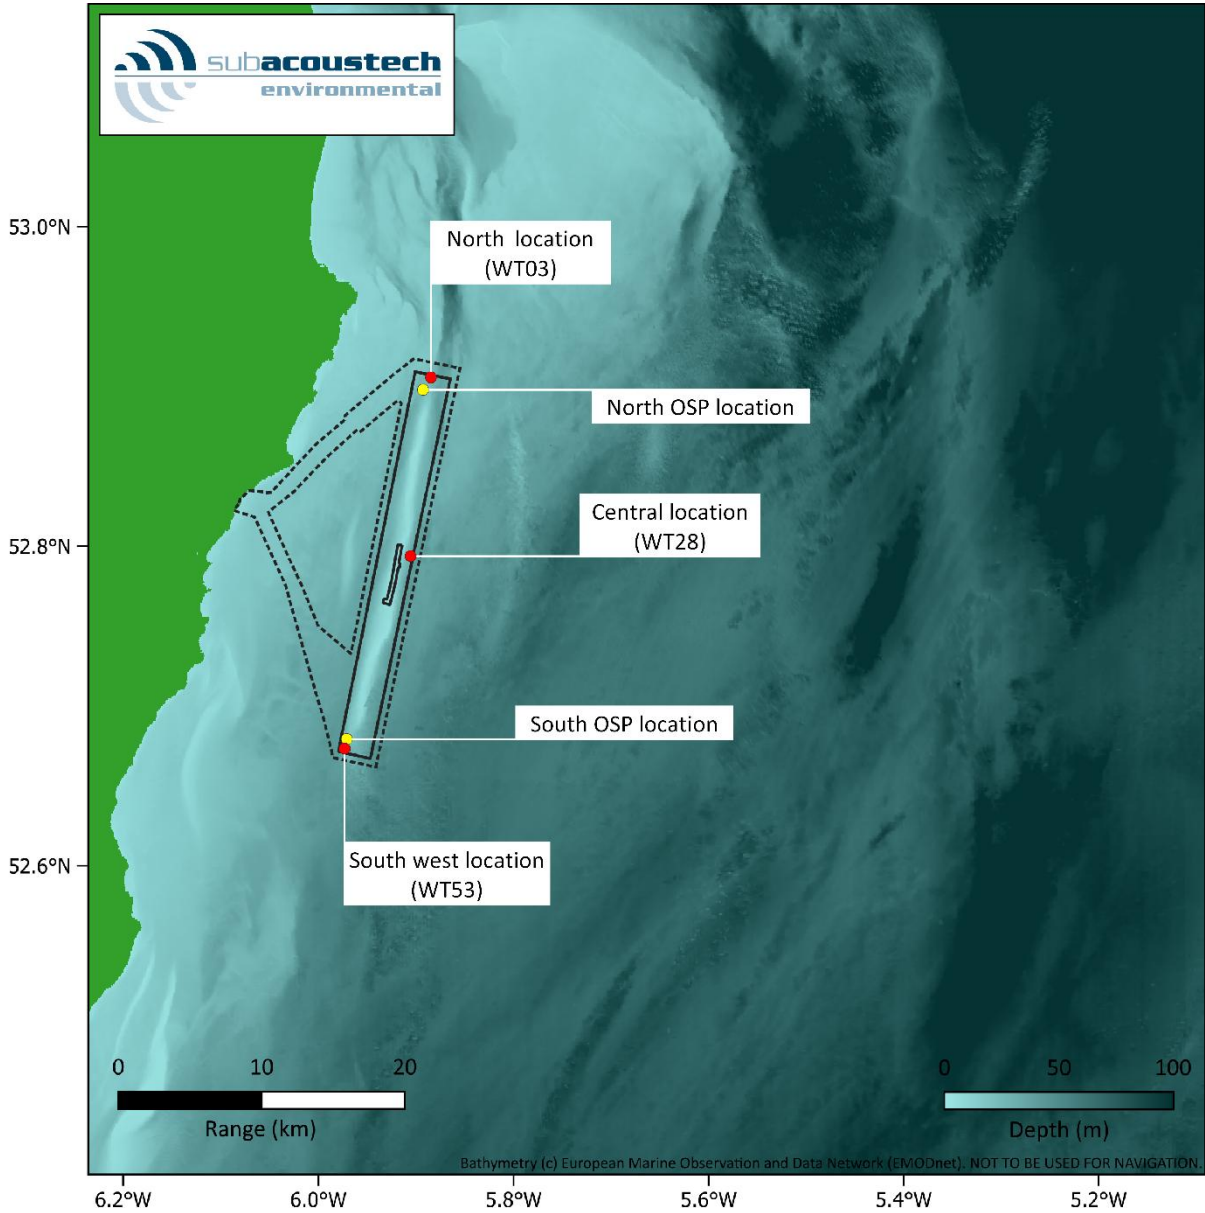 subacoustech
environmental
53.0°N
North location
(WT03)
North OSP location
Central location
(WT28)
52.8°N
South OSP location
52.6°N
South west location
(WT53)
0 10 20
Range (km)
0 50 100
Depth (m)
Bathymetry (c) European Marine Observation and Data Network (EMODnet). NOT TO BE USED FOR NAVIGATION.
6.2°W 6.0°W 5.8°W 5.6°W 5.4°W 5.2°W